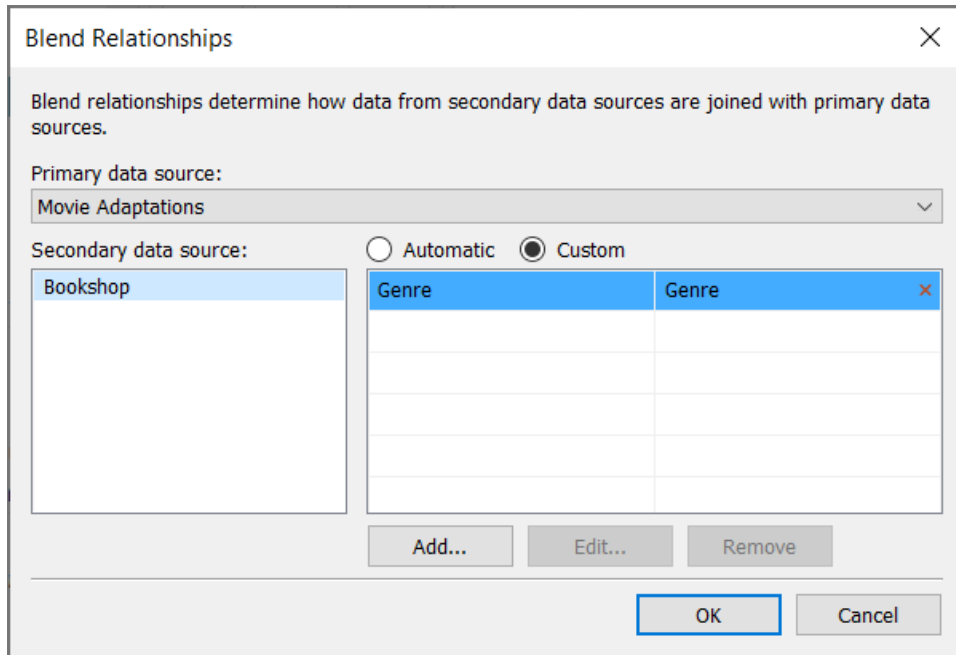 Blend Relationships
Blend relationships determine how data from secondary data sources are joined with primary data
sources.
Primary data source:
Movie Adaptations
Secondary data source:
Automatic
Custom
Bookshop
Genre
Genre
Add...
Edit...
Remove
OK
Cancel